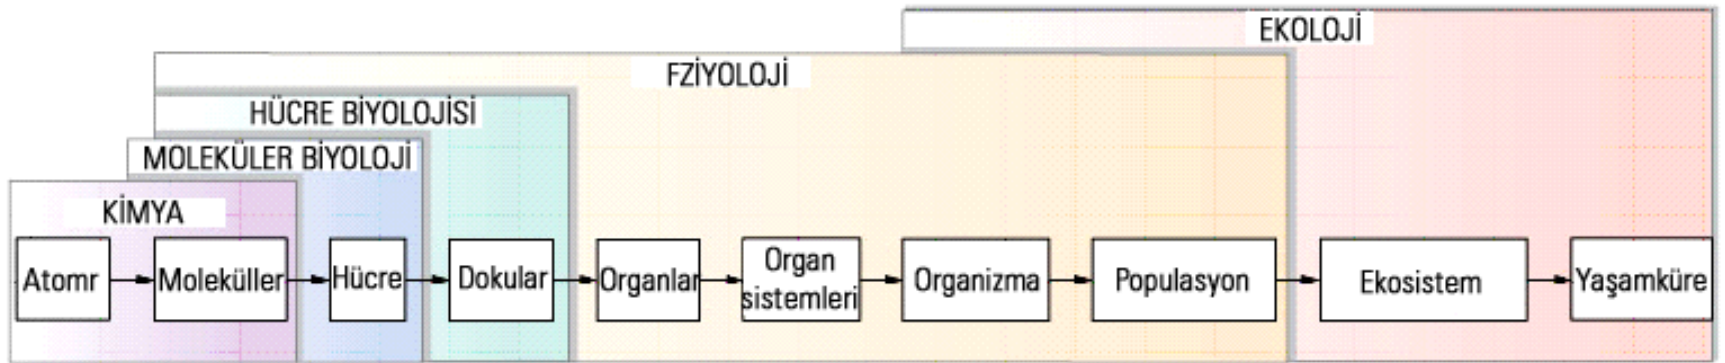 EKOLOJİ
FZİYOLOJİ
HÜCRE BİYOLOJİSİ
MOLEKÜLER BİYOLOJİ
KİMYA
Atomr
Moleküller
Hücre
Dokular
Organlar
Organ
sistemleri
Organizma
Populasyon
Ekosistem
Yaşamküre